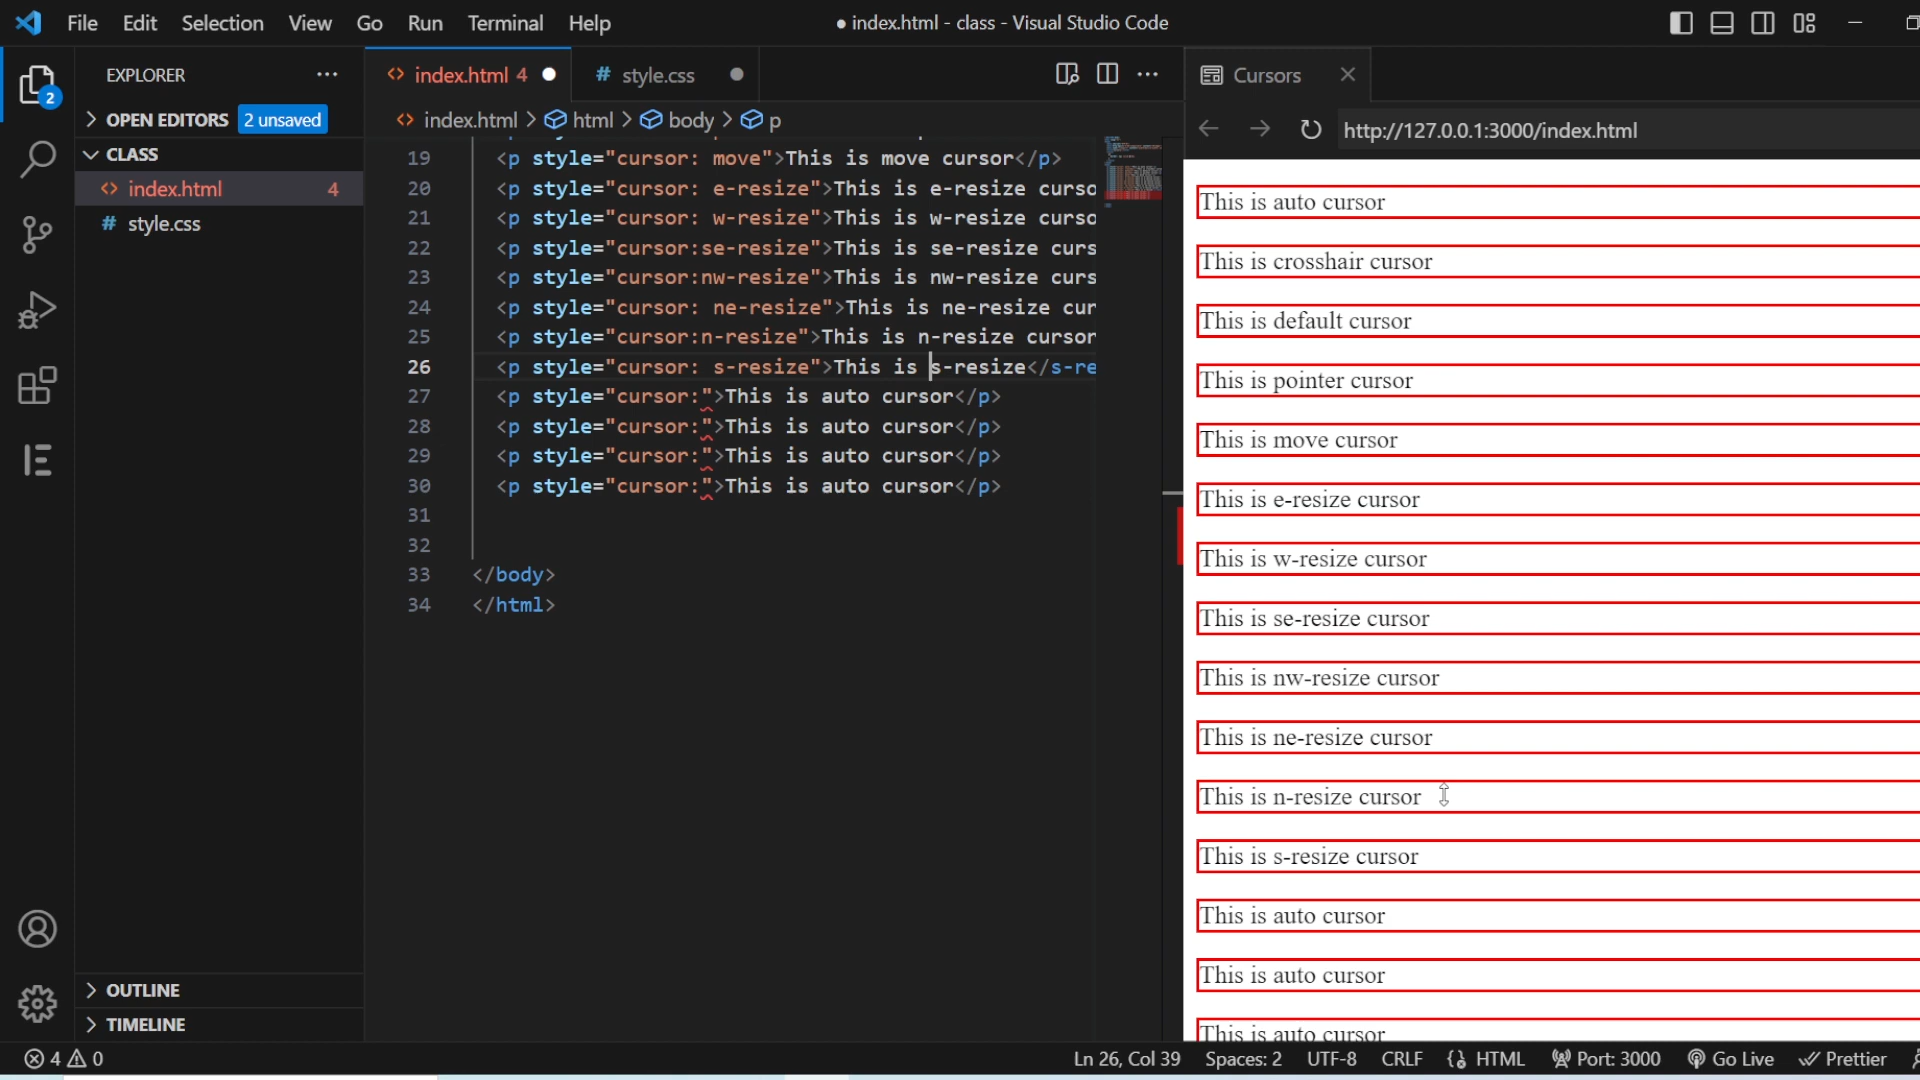 File Edit Selection View Go Run Terminal Help
● index.html - class - Visual Studio Code
EXPLORER
index.html 4
# style.css
Cursors
OPEN EDITORS 2 unsaved
index.html > html > body > p
http://127.0.0.1:3000/index.html
CLASS
index.html 4
# style.css
2
19 <p style="cursor: move">This is move cursor</p>
20 <p style="cursor: e-resize">This is e-resize curso
21 <p style="cursor: w-resize">This is w-resize curso
22 <p style="cursor:se-resize">This is se-resize curs
23 <p style="cursor:nw-resize">This is nw-resize curs
24 <p style="cursor: ne-resize">This is ne-resize cur
25 <p style="cursor:n-resize">This is n-resize cursor
26 <p style="cursor: s-resize">This is s-resize</s-re
27 <p style="cursor:">This is auto cursor</p>
28 <p style="cursor:">This is auto cursor</p>
29 <p style="cursor:">This is auto cursor</p>
30 <p style="cursor:">This is auto cursor</p>
31
32
33 </body>
34 </html>
This is auto cursor
This is crosshair cursor
This is default cursor
This is pointer cursor
This is move cursor
This is e-resize cursor
This is w-resize cursor
This is se-resize cursor
This is nw-resize cursor
This is ne-resize cursor
This is n-resize cursor
This is s-resize cursor
This is auto cursor
This is auto cursor
This is auto cursor
OUTLINE
TIMELINE
4 0
Ln 26, Col 39 Spaces: 2 UTF-8 CRLF {} HTML Port: 3000 Go Live Prettier